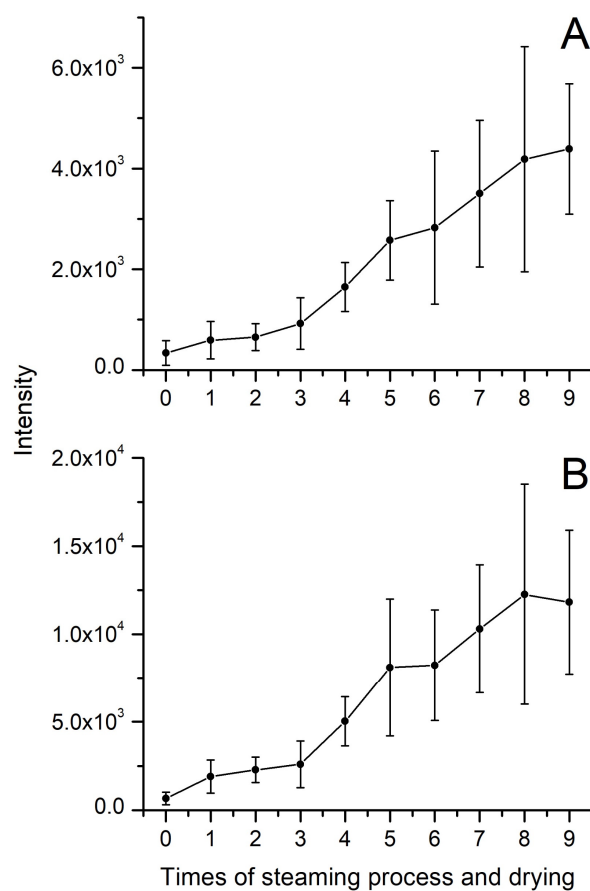 A
6.0x10³
4.0x10³
2.0x10³
0.0
0 1 2 3 4 5 6 7 8 9
Intensity
B
2.0x10⁴
1.5x10⁴
1.0x10⁴
5.0x10³
0.0
0 1 2 3 4 5 6 7 8 9
Times of steaming process and drying